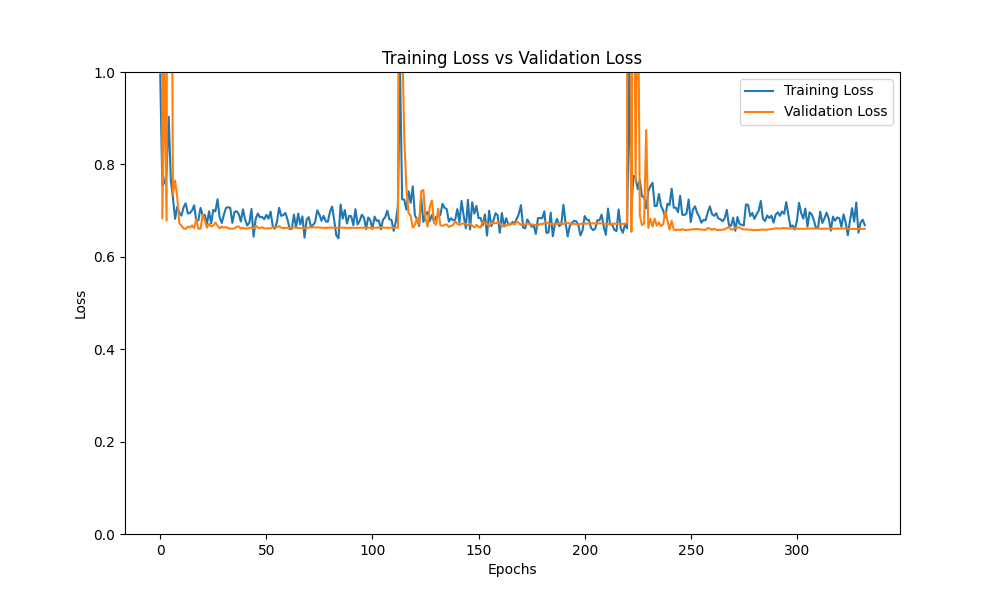 Training Loss vs Validation Loss
Training Loss
Validation Loss
Loss
1.0
0.8
0.6
0.4
0.2
0.0
0 50 100 150 200 250 300
Epochs